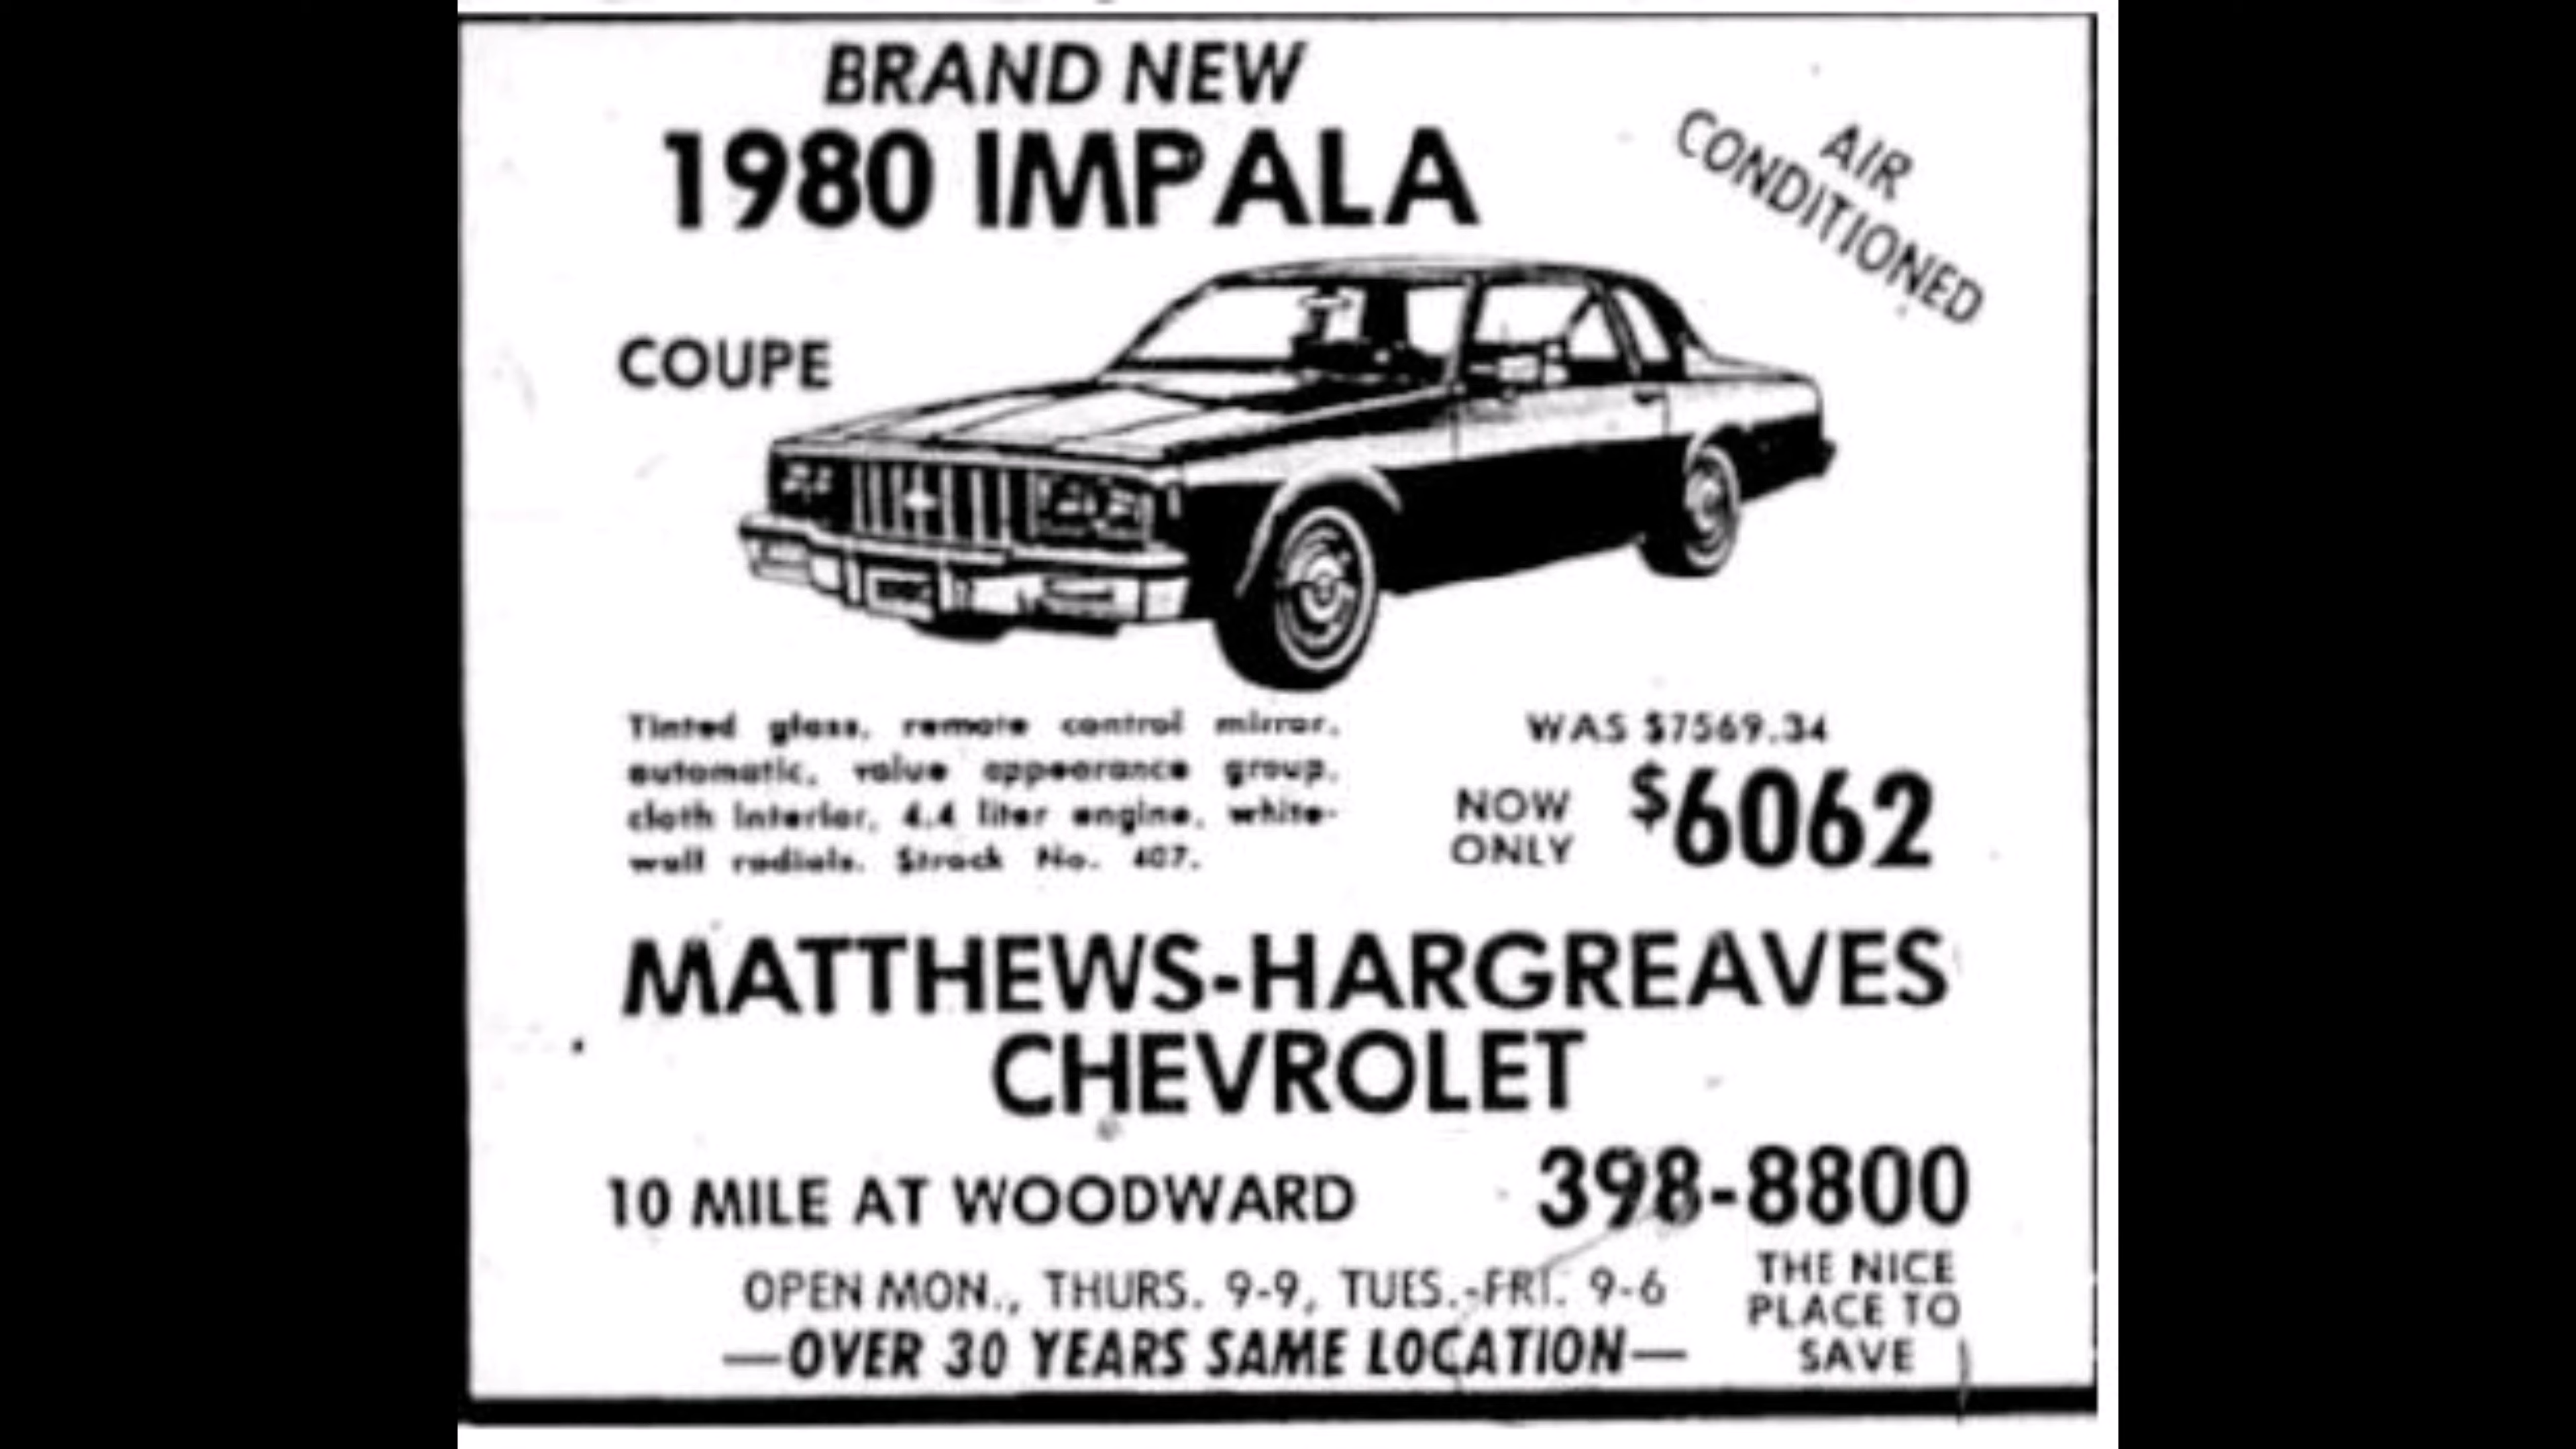 BRAND NEW
1980 IMPALA
AIR
CONDITIONED
COUPE
Tinted glass, remote control mirror,
automatic, value appearance group,
cloth interior, 4.4 liter engine, white-
wall radials. Strock No. 407.
WAS $7569.34
NOW
ONLY
$6062
MATTHEWS-HARGREAVES
CHEVROLET
10 MILE AT WOODWARD
398-8800
OPEN MON., THURS. 9-9, TUES.-FRI. 9-6
—OVER 30 YEARS SAME LOCATION—
THE NICE
PLACE TO
SAVE